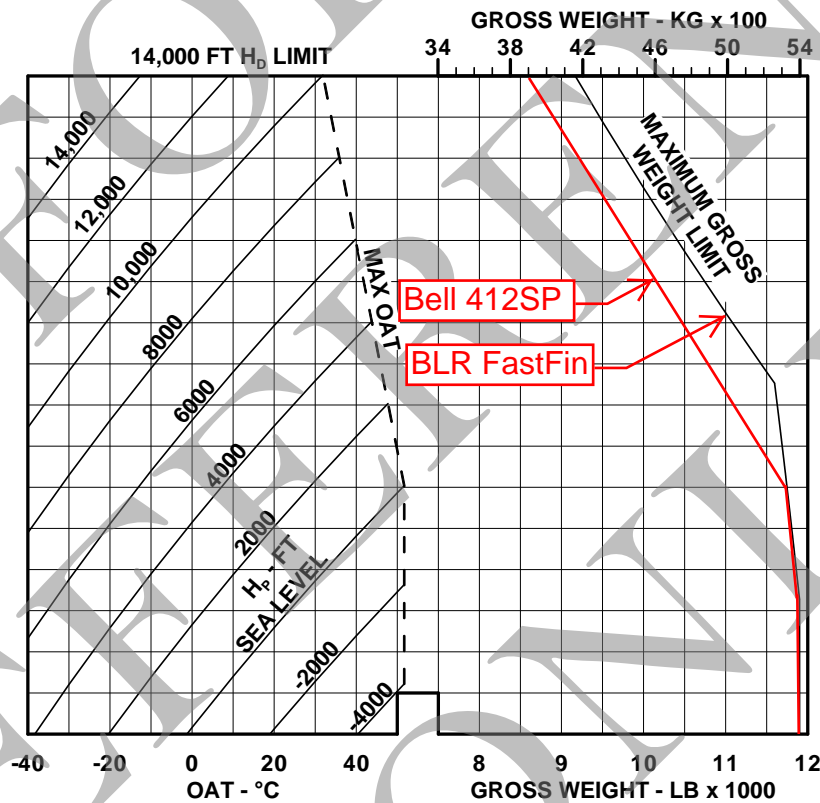 GROSS WEIGHT - KG x 100
14,000 FT HD LIMIT
34 38 42 46 50 54
14,000
12,000
10,000
8000
6000
4000
2000
HP - FT
SEA LEVEL
-2000
-4000
MAX OAT
MAXIMUM GROSS
WEIGHT LIMIT
Bell 412SP
BLR FastFin
-40 -20 0 20 40
8 9 10 11 12
OAT - °C
GROSS WEIGHT - LB x 1000